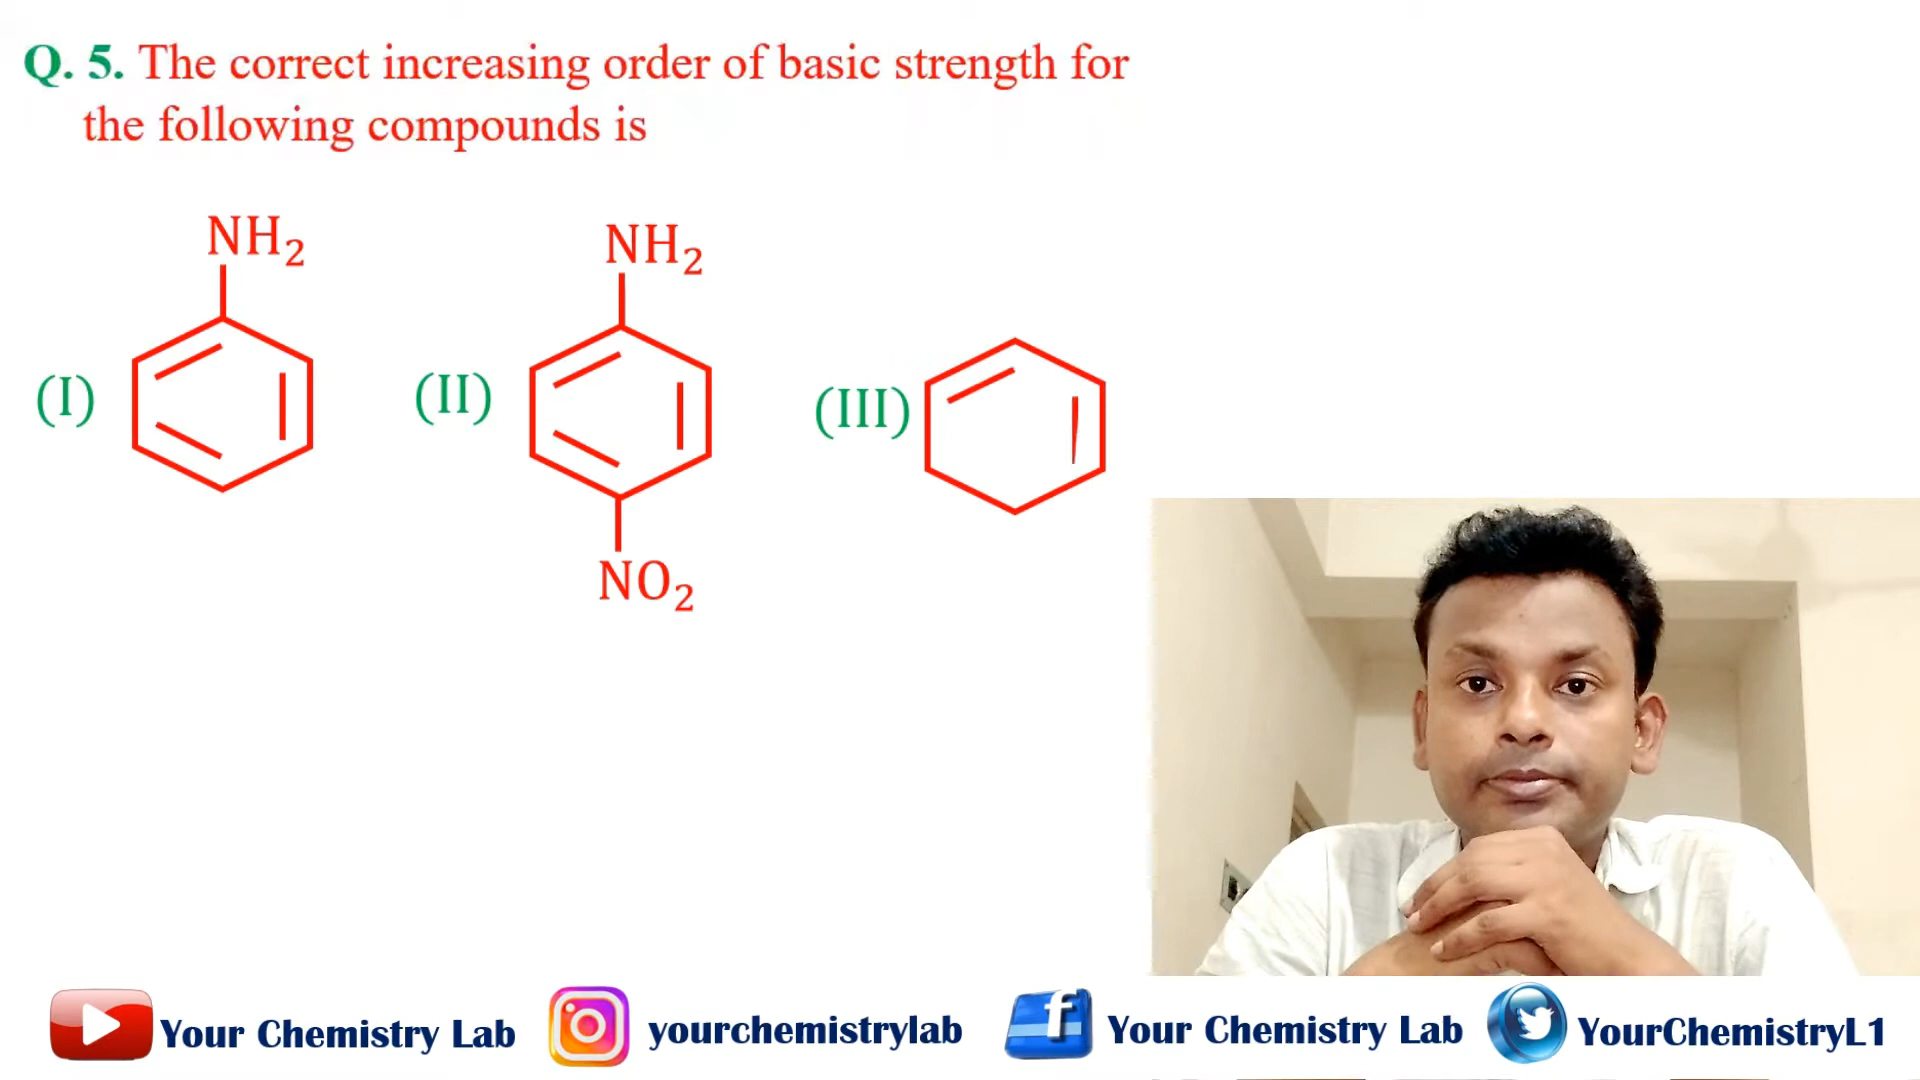 Q. 5. The correct increasing order of basic strength for
the following compounds is
NH2
NH2
(I)
(II)
(III)
NO2
Your Chemistry Lab
yourchemistrylab
f
Your Chemistry Lab
YourChemistryL1